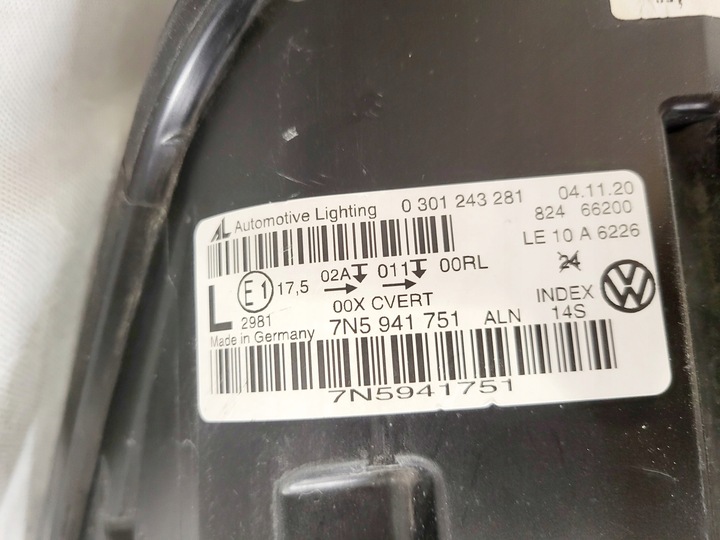 AL Automotive Lighting 0 301 243 281 04.11.20
824 66200
LE 10 A 6226
L E1 17,5 02A 011 00RL 24
2981 00X CVERT INDEX
Made in Germany 7N5 941 751 ALN 14S
7N5941751